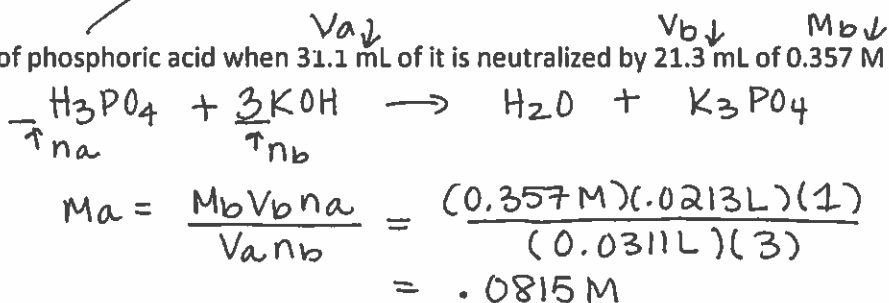 Va↓ Vb↓ Mb↓
of phosphoric acid when 31.1 mL of it is neutralized by 21.3 mL of 0.357 M
_H₃PO₄ + 3KOH ⟶ H₂O + K₃PO₄
↑na ↑nb
Ma = MbVbna / Vanb = (0.357M)(.0213L)(1) / (0.0311L)(3)
= .0815M